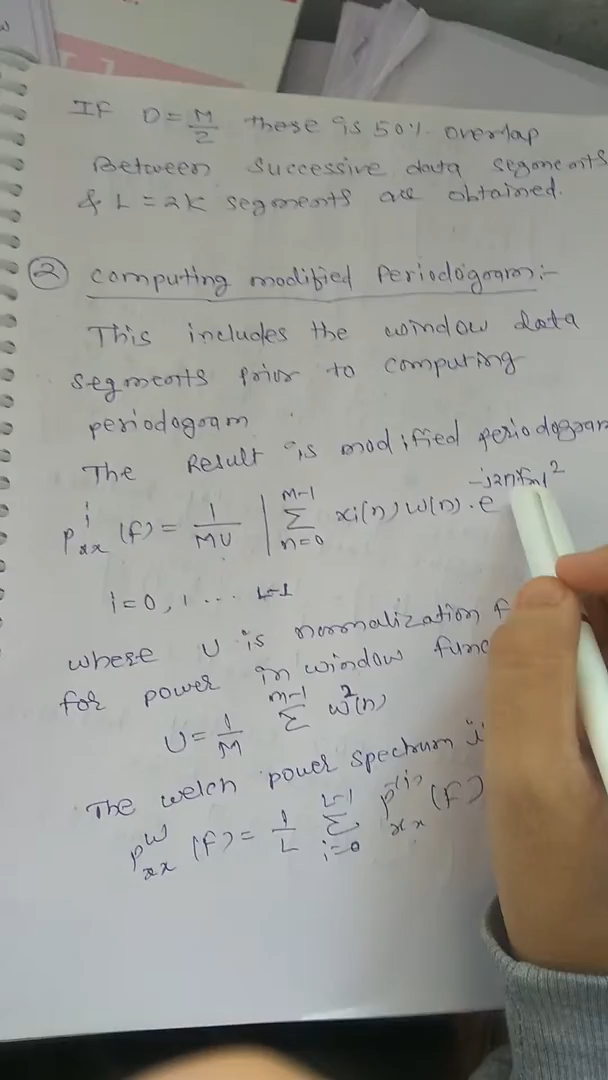 If D = M/2 there is 50% overlap
Between successive data segments
& L = 2K segments are obtained.
② computing modified Periodogram:-
This includes the window data
segments prior to computing
periodogram
The Result is modified periodogram
P^i_xx (f) = 1/MU | Σ_{n=0}^{M-1} xi(n) w(n) · e^{-j2πfn}|^2
i = 0, 1 ... L-1
where U is normalization f
for power in window func
U = 1/M Σ^{m-1} w^2(n)
The welch power spectrum i
P^W_xx (f) = 1/L Σ_{i=0}^{L-1} P^(i)_xx (f)